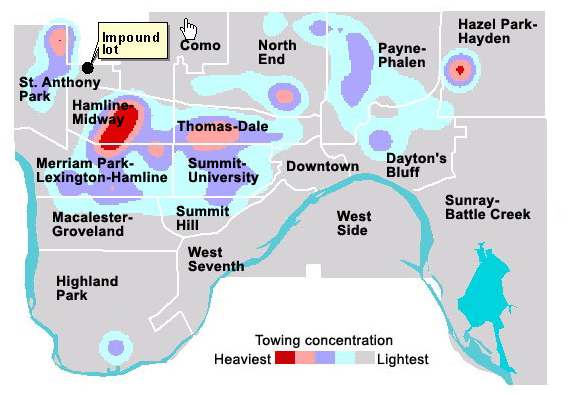 Hazel Park-
Hayden
Impound
lot
Como
North
End
Payne-
Phalen
St. Anthony
Park
Hamline-
Midway
Thomas-Dale
Merriam Park-
Lexington-Hamline
Summit-
University
Downtown
Dayton's
Bluff
Macalester-
Groveland
Summit
Hill
West
Side
Sunray-
Battle Creek
West
Seventh
Highland
Park
Towing concentration
Heaviest Lightest